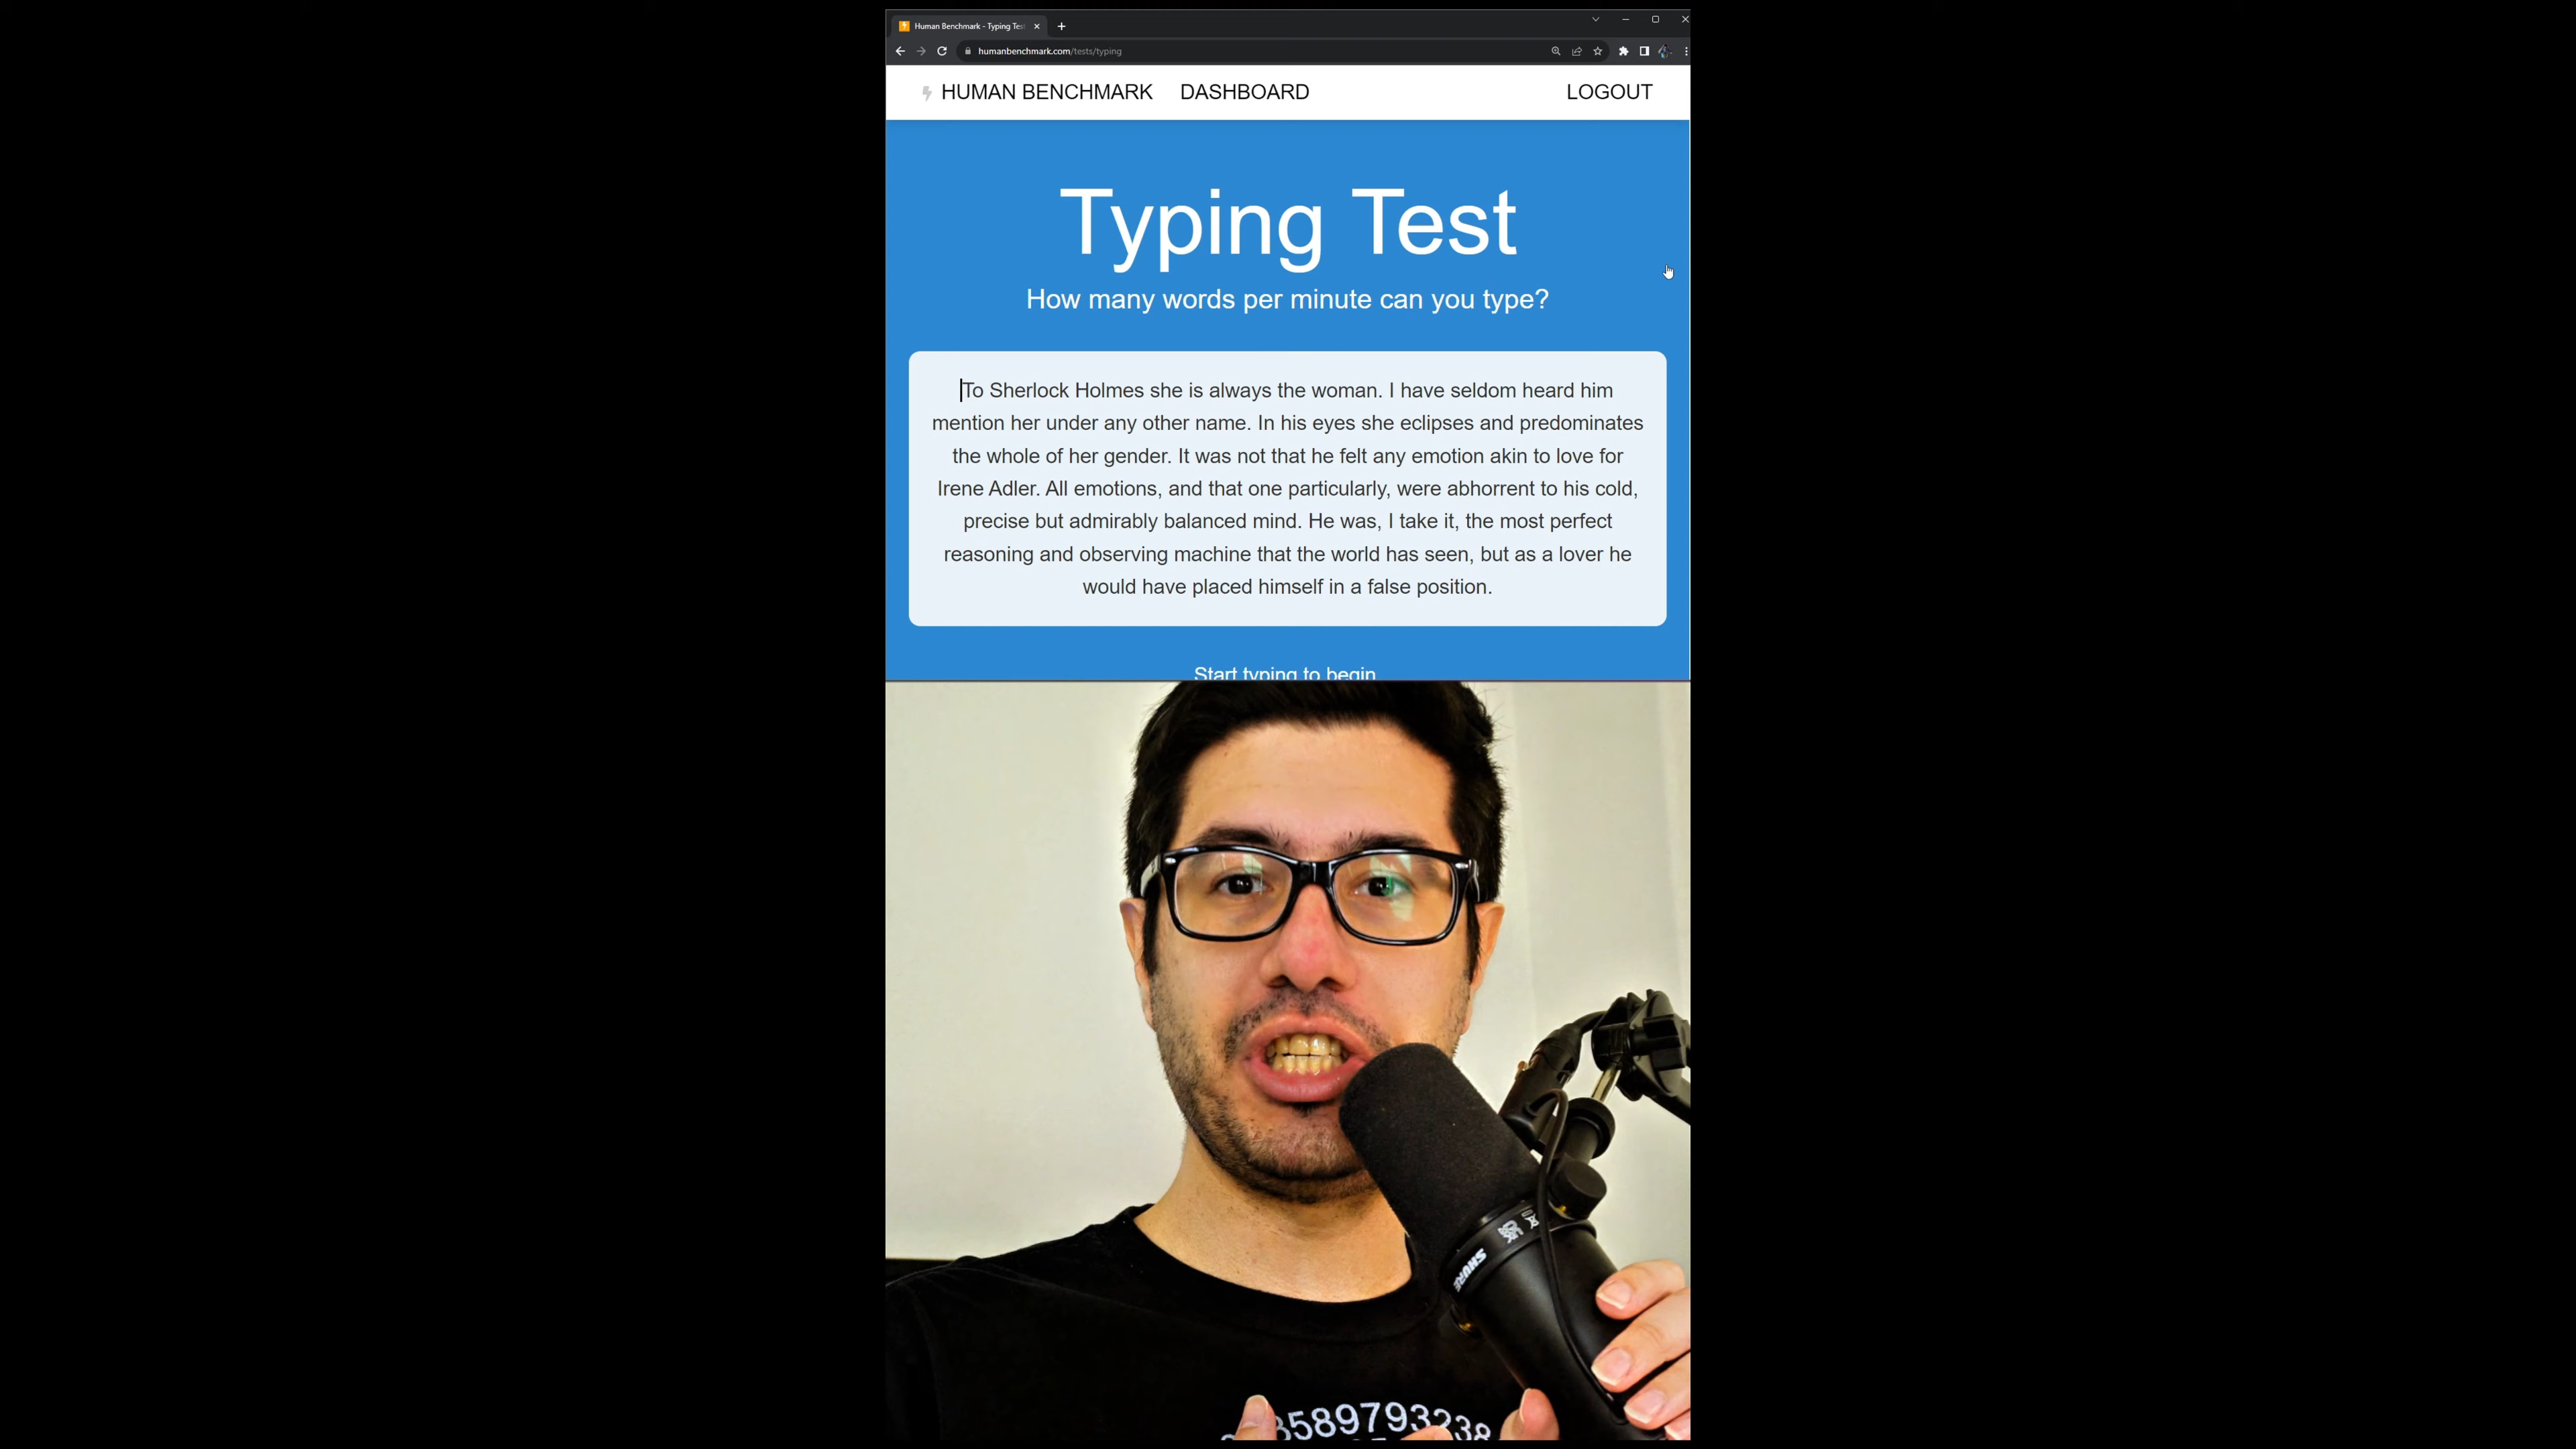 Human Benchmark - Typing Tes
humanbenchmark.com/tests/typing
HUMAN BENCHMARK DASHBOARD LOGOUT
Typing Test
How many words per minute can you type?
To Sherlock Holmes she is always the woman. I have seldom heard him
mention her under any other name. In his eyes she eclipses and predominates
the whole of her gender. It was not that he felt any emotion akin to love for
Irene Adler. All emotions, and that one particularly, were abhorrent to his cold,
precise but admirably balanced mind. He was, I take it, the most perfect
reasoning and observing machine that the world has seen, but as a lover he
would have placed himself in a false position.
Start typing to begin
SHURE
589793238